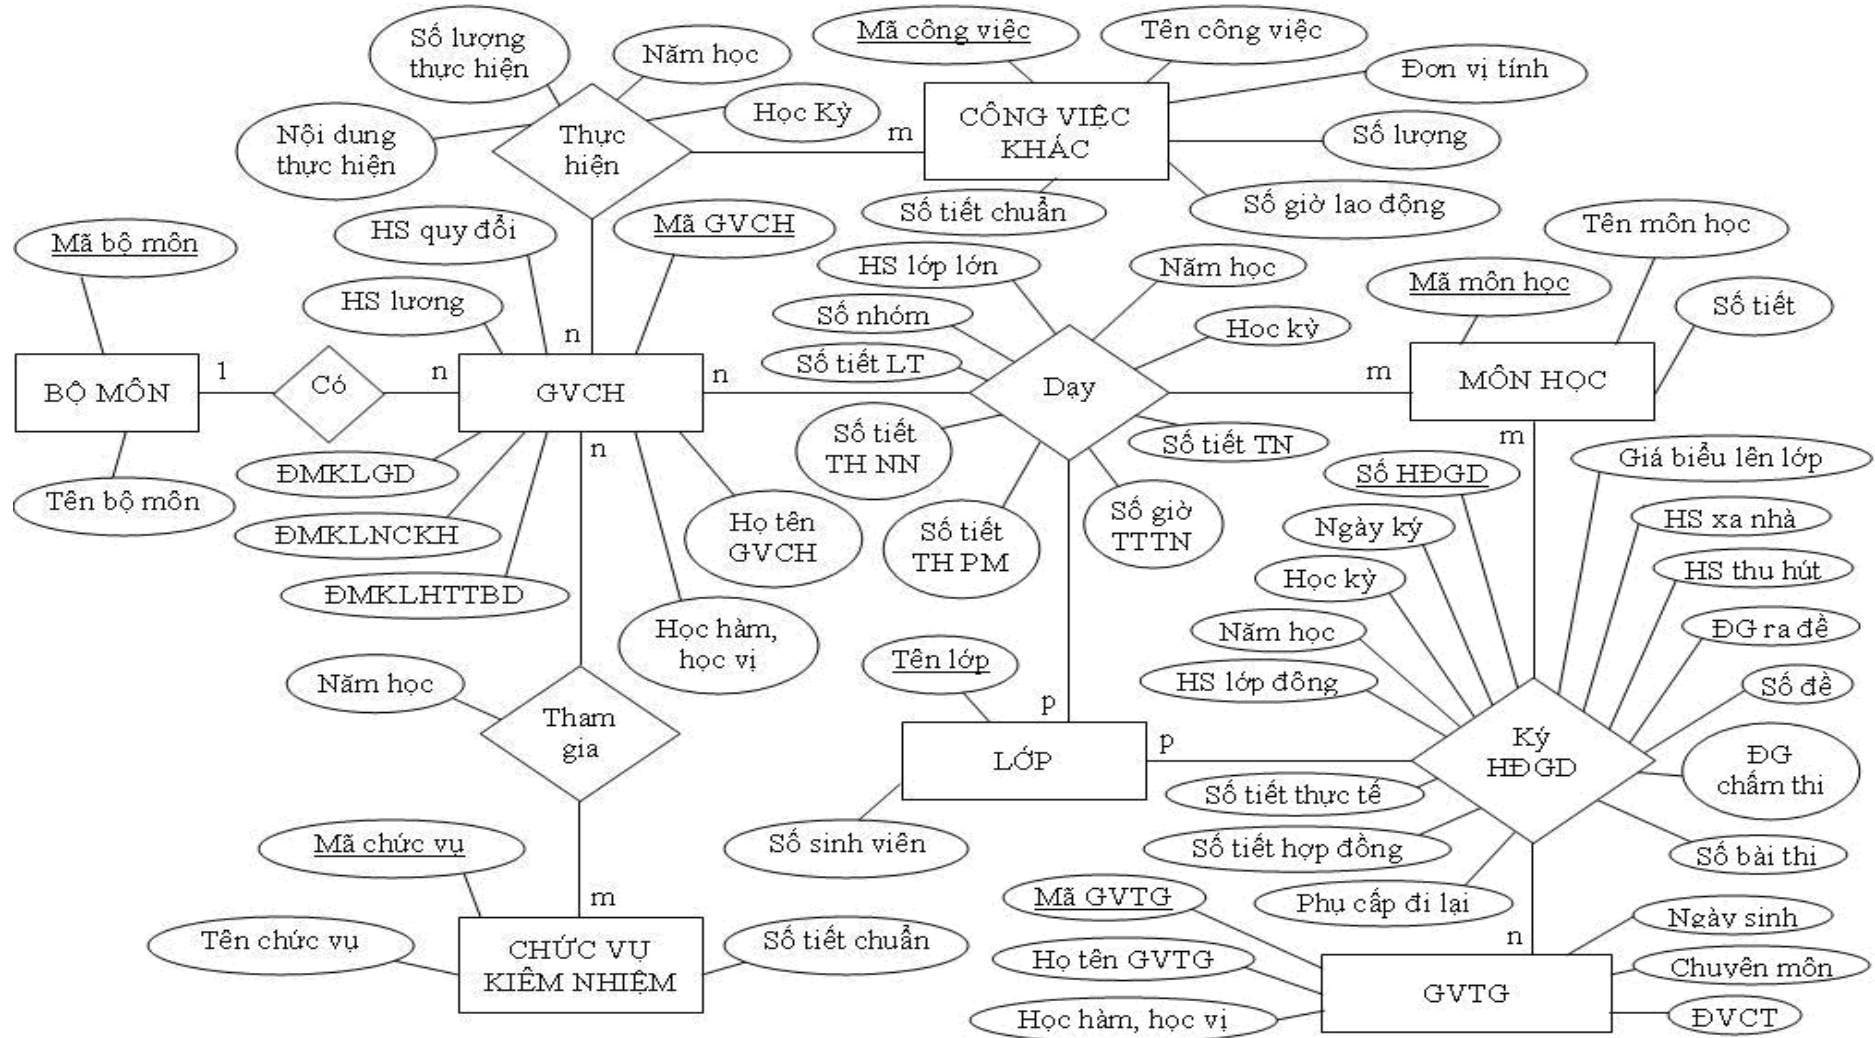 Số lượng
thực hiện
Năm học
Học Kỳ
Nội dung
thực hiện
Thực
hiện
m
Mã công việc
Tên công việc
Đơn vị tính
CÔNG VIỆC
KHÁC
Số lượng
Số tiết chuẩn
Số giờ lao động
Mã bộ môn
HS quy đổi
Mã GVCH
HS lương
n
BỘ MÔN
1
Có
n
GVCH
n
Tên bộ môn
ĐMKLGD
ĐMKLNCKH
ĐMKLHTTBD
n
Họ tên
GVCH
Học hàm,
học vị
HS lớp lớn
Năm học
Số nhóm
Hoc kỳ
Số tiết LT
Dạy
m
Số tiết
TH NN
Số tiết TN
Số tiết
TH PM
Số giờ
TTTN
Tên môn học
Mã môn học
Số tiết
MÔN HỌC
m
Giá biểu lên lớp
Số HĐGD
HS xa nhà
Ngày ký
HS thu hút
Học kỳ
ĐG ra đề
Năm học
Số đề
HS lớp đông
Ký
HĐGD
ĐG
chấm thi
Số tiết thực tế
Số tiết hợp đồng
Số bài thi
Phụ cấp đi lại
n
Tên lớp
p
LỚP
p
Số sinh viên
Năm học
Tham
gia
Mã chức vụ
m
Tên chức vụ
CHỨC VỤ
KIÊM NHIỆM
Số tiết chuẩn
Mã GVTG
Ngày sinh
Họ tên GVTG
Chuyên môn
GVTG
Học hàm, học vị
ĐVCT